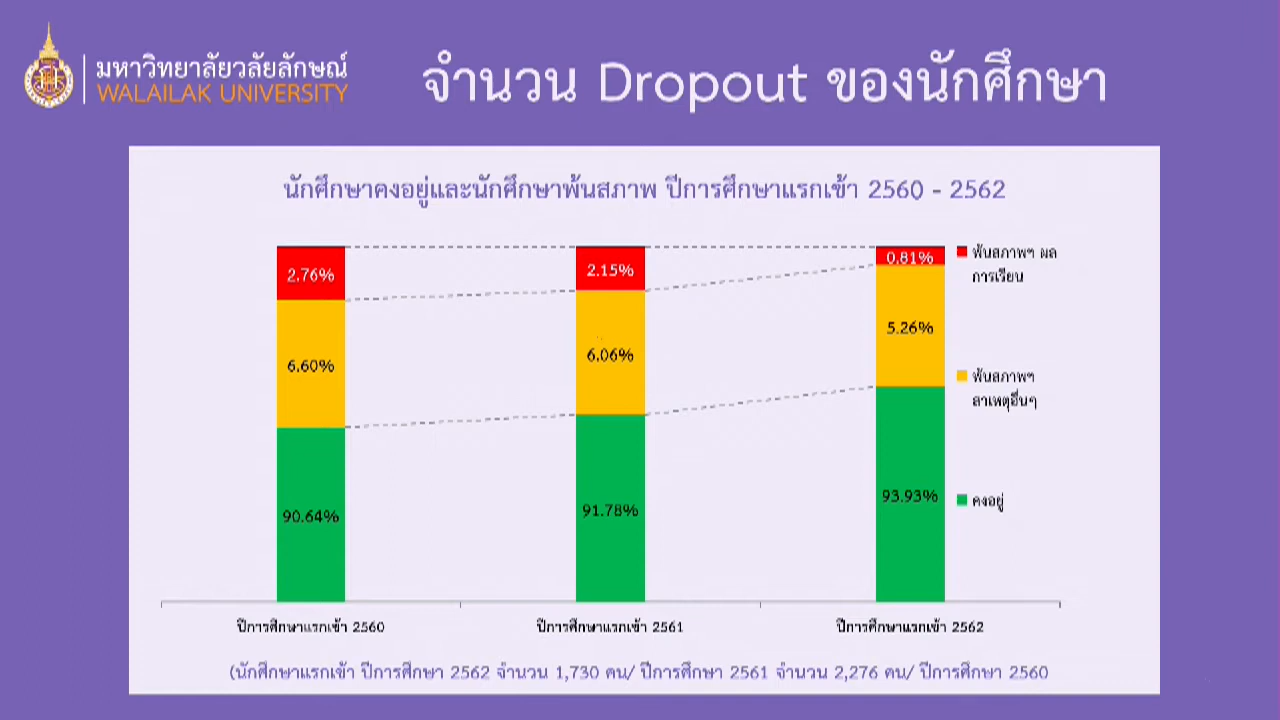 มหาวิทยาลัยวลัยลักษณ์
WALAILAK UNIVERSITY
จำนวน Dropout ของนักศึกษา
นักศึกษาคงอยู่และนักศึกษาพ้นสภาพ ปีการศึกษาแรกเข้า 2560 - 2562
2.76%
2.15%
0.81%
พ้นสภาพฯ ผล
การเรียน
6.60%
6.06%
5.26%
พ้นสภาพฯ
สาเหตุอื่นๆ
90.64%
91.78%
93.93%
คงอยู่
ปีการศึกษาแรกเข้า 2560
ปีการศึกษาแรกเข้า 2561
ปีการศึกษาแรกเข้า 2562
(นักศึกษาแรกเข้า ปีการศึกษา 2562 จำนวน 1,730 คน/ ปีการศึกษา 2561 จำนวน 2,276 คน/ ปีการศึกษา 2560